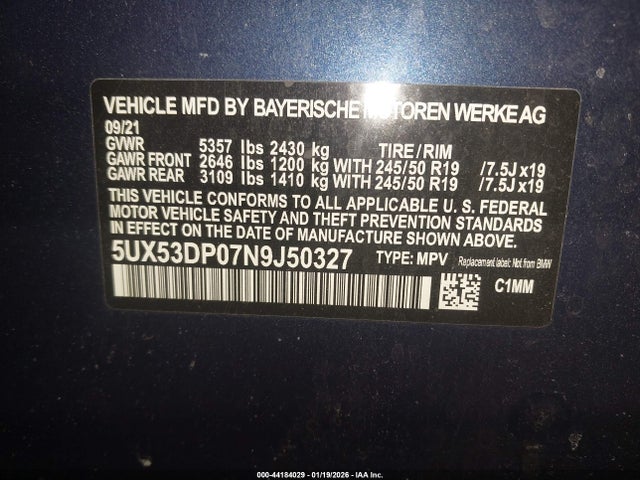 VEHICLE MFD BY BAYERISCHE MOTOREN WERKE AG
09/21
GVWR 5357 lbs 2430 kg TIRE/RIM
GAWR FRONT 2646 lbs 1200 kg WITH 245/50 R19 /7.5J x19
GAWR REAR 3109 lbs 1410 kg WITH 245/50 R19 /7.5J x19
THIS VEHICLE CONFORMS TO ALL APPLICABLE U. S. FEDERAL
MOTOR VEHICLE SAFETY AND THEFT PREVENTION STANDARDS
IN EFFECT ON THE DATE OF MANUFACTURE SHOWN ABOVE.
5UX53DP07N9J50327 TYPE: MPV Replacement label: Not from BMW
C1MM
000-44184029 - 01/19/2026 - IAA Inc.